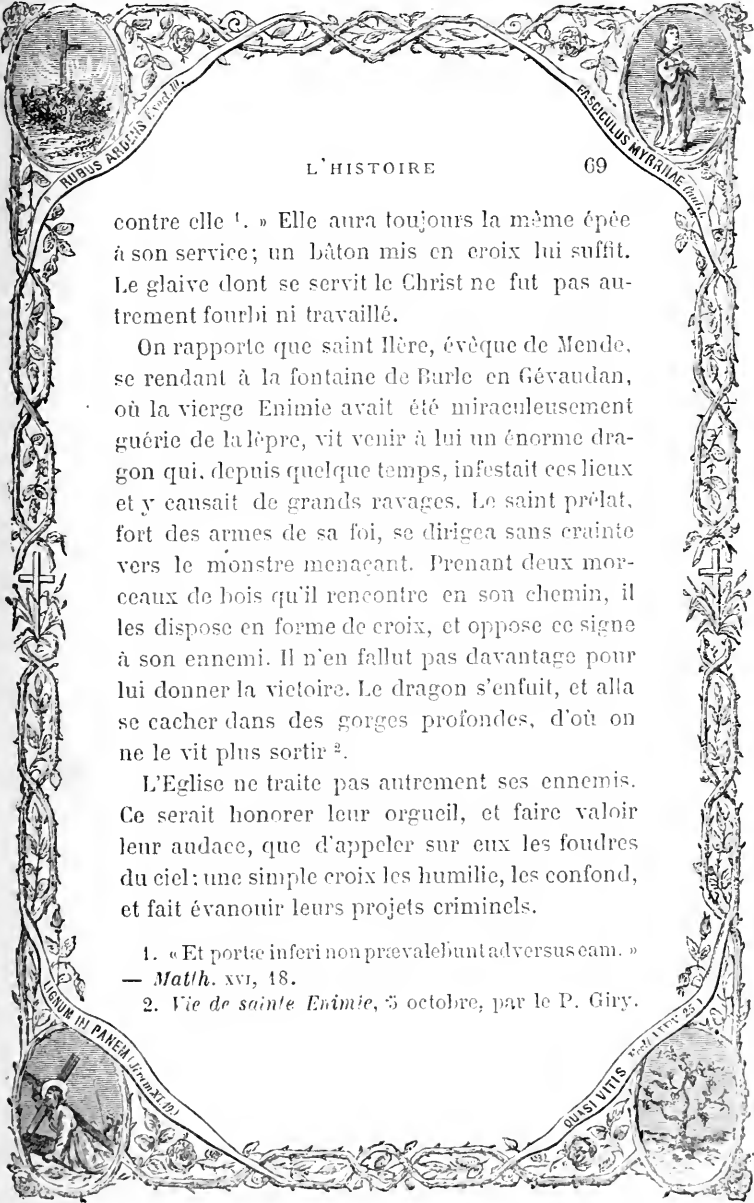 RUBUS ARDENS Exod. III.
FASCICULUS MYRRHAE
L'HISTOIRE 69
contre elle ¹. » Elle aura toujours la même épée
à son service; un bâton mis en croix lui suffit.
Le glaive dont se servit le Christ ne fut pas au-
trement fourbi ni travaillé.
On rapporte que saint Ilère, évêque de Mende,
se rendant à la fontaine de Burle en Gévaudan,
où la vierge Enimie avait été miraculeusement
guérie de la lèpre, vit venir à lui un énorme dra-
gon qui, depuis quelque temps, infestait ces lieux
et y causait de grands ravages. Le saint prélat,
fort des armes de sa foi, se dirigea sans crainte
vers le monstre menaçant. Prenant deux mor-
ceaux de bois qu'il rencontre en son chemin, il
les dispose en forme de croix, et oppose ce signe
à son ennemi. Il n'en fallut pas davantage pour
lui donner la victoire. Le dragon s'enfuit, et alla
se cacher dans des gorges profondes, d'où on
ne le vit plus sortir ².
L'Eglise ne traite pas autrement ses ennemis.
Ce serait honorer leur orgueil, et faire valoir
leur audace, que d'appeler sur eux les foudres
du ciel: une simple croix les humilie, les confond,
et fait évanouir leurs projets criminels.
1. « Et portæ inferi non prævalebunt adversus eam. »
— Matth. XVI, 18.
2. Vie de sainte Enimie, octobre, par le P. Giry.
LIGNUM IN PANEM (Jerem. XI. 19.)
QUASI VITIS